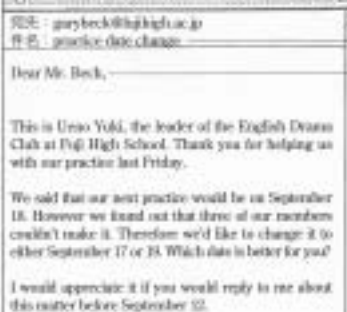 宛先：garybeck@fujihigh.ac.jp
件名：practice date change
Dear Mr. Beck,
This is Ueno Yuki, the leader of the English Drama
Club at Fuji High School. Thank you for helping us
with our practice last Friday.
We said that our next practice would be on September
18. However we found out that three of our members
couldn't make it. Therefore we'd like to change it to
either September 17 or 19. Which date is better for you?
I would appreciate it if you would reply to me about
this matter before September 12.